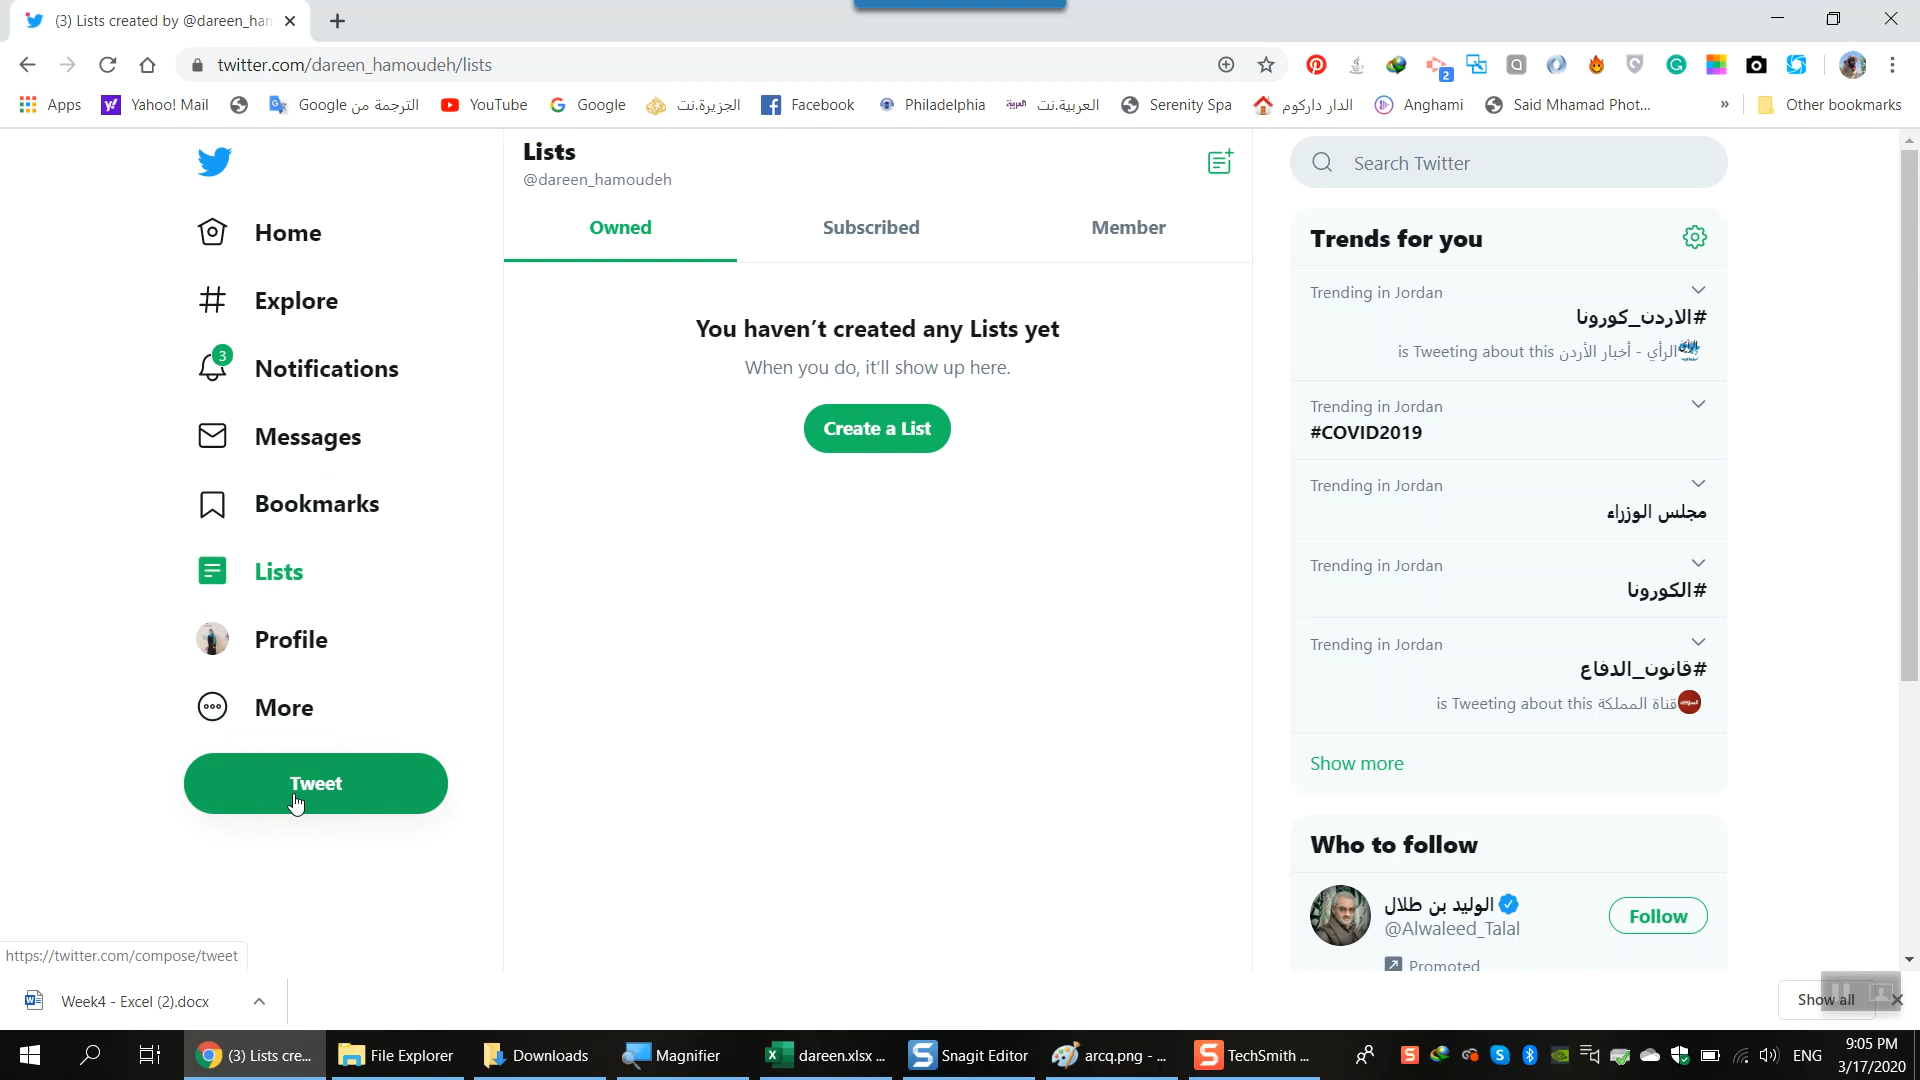 (3) Lists created by @dareen_han
twitter.com/dareen_hamoudeh/lists
2
Apps
Yahoo! Mail
الترجمة من Google
YouTube
Google
الجزيرة.نت
Facebook
Philadelphia
العربية.نت
Serenity Spa
الدار داركوم
Anghami
Said Mhamad Phot...
»
Other bookmarks
Home
Explore
3
Notifications
Messages
Bookmarks
Lists
Profile
More
Tweet
Lists
@dareen_hamoudeh
Owned
Subscribed
Member
You haven't created any Lists yet
When you do, it'll show up here.
Create a List
Search Twitter
Trends for you
Trending in Jordan
#الاردن_كورونا
الرأي - أخبار الأردن is Tweeting about this
Trending in Jordan
#COVID2019
Trending in Jordan
مجلس الوزراء
Trending in Jordan
#الكورونا
Trending in Jordan
#قانون_الدفاع
قناة المملكة is Tweeting about this
Show more
Who to follow
الوليد بن طلال
@Alwaleed_Talal
Follow
Promoted
https://twitter.com/compose/tweet
Week4 - Excel (2).docx
Show all
(3) Lists cre...
File Explorer
Downloads
Magnifier
dareen.xlsx ...
Snagit Editor
arcq.png - ...
TechSmith ...
ENG
9:05 PM
3/17/2020